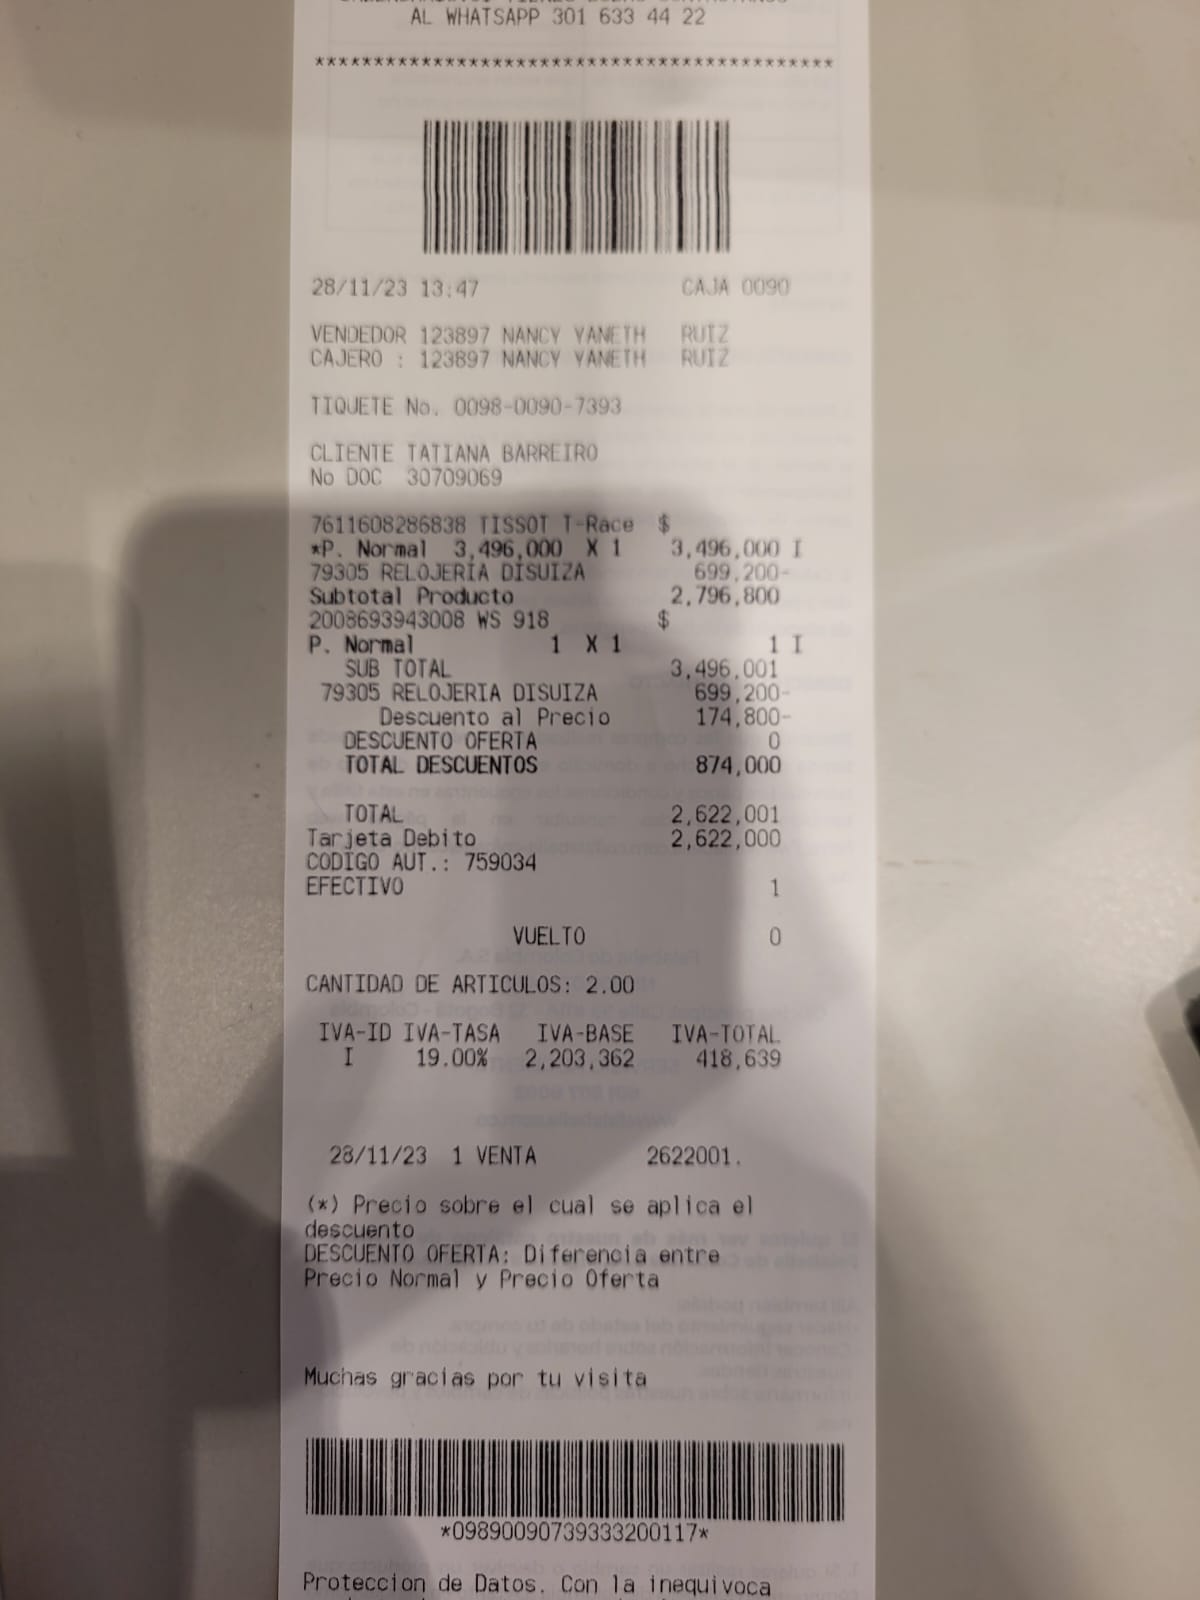 AL WHATSAPP 301 633 44 22
*******************************************
28/11/23 13:47 CAJA 0090
VENDEDOR 123897 NANCY YANETH RUIZ
CAJERO : 123897 NANCY YANETH RUIZ
TIQUETE No. 0098-0090-7393
CLIENTE TATIANA BARREIRO
No DOC 30709069
7611608286838 TISSOT T-Race $
*P. Normal 3,496,000 X 1 3,496,000 I
79305 RELOJERIA DISUIZA 699,200-
Subtotal Producto 2,796,800
2008693943008 WS 918 $
P. Normal 1 X 1 1 I
SUB TOTAL 3,496,001
79305 RELOJERIA DISUIZA 699,200-
Descuento al Precio 174,800-
DESCUENTO OFERTA 0
TOTAL DESCUENTOS 874,000
TOTAL 2,622,001
Tarjeta Debito 2,622,000
CODIGO AUT.: 759034
EFECTIVO 1
VUELTO 0
CANTIDAD DE ARTICULOS: 2.00
IVA-ID IVA-TASA IVA-BASE IVA-TOTAL
I 19.00% 2,203,362 418,639
28/11/23 1 VENTA 2622001.
(*) Precio sobre el cual se aplica el
descuento
DESCUENTO OFERTA: Diferencia entre
Precio Normal y Precio Oferta
Muchas gracias por tu visita
*09890090739333200117*
Proteccion de Datos. Con la inequivoca